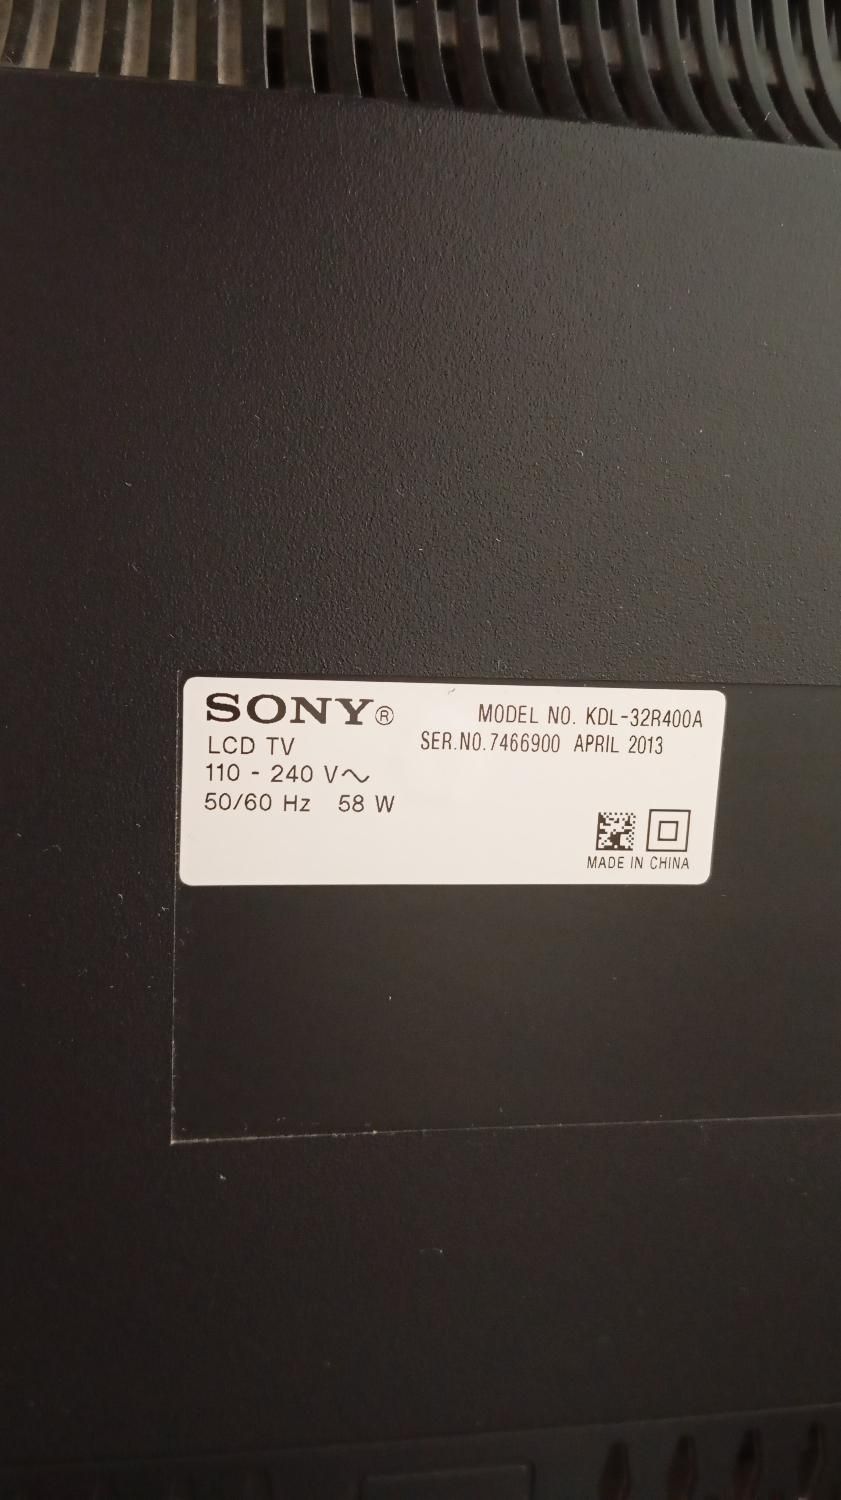 SONY®
MODEL NO. KDL-32R400A
LCD TV
SER.NO.7466900 APRIL 2013
110 - 240 V~
50/60 Hz 58 W
MADE IN CHINA